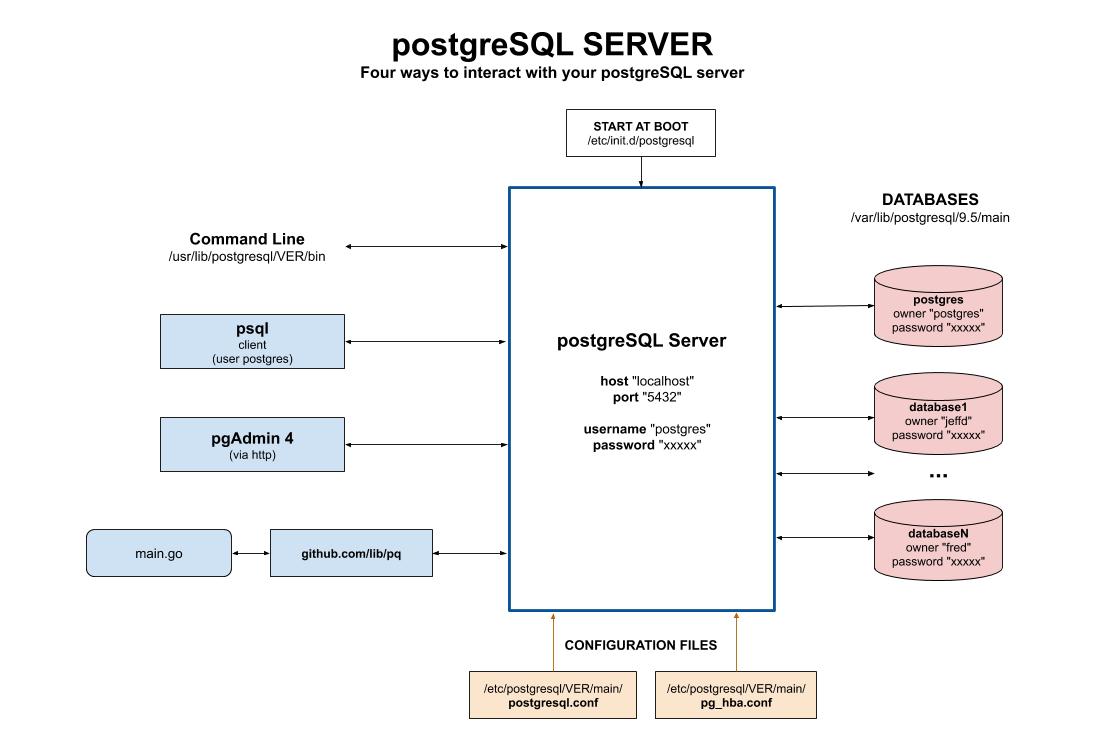 postgreSQL SERVER
Four ways to interact with your postgreSQL server
START AT BOOT
/etc/init.d/postgresql
DATABASES
/var/lib/postgresql/9.5/main
Command Line
/usr/lib/postgresql/VER/bin
psql
client
(user postgres)
pgAdmin 4
(via http)
main.go
github.com/lib/pq
postgreSQL Server
host "localhost"
port "5432"
username "postgres"
password "xxxxx"
postgres
owner "postgres"
password "xxxxx"
database1
owner "jeffd"
password "xxxxx"
...
databaseN
owner "fred"
password "xxxxx"
CONFIGURATION FILES
/etc/postgresql/VER/main/
postgresql.conf
/etc/postgresql/VER/main/
pg_hba.conf